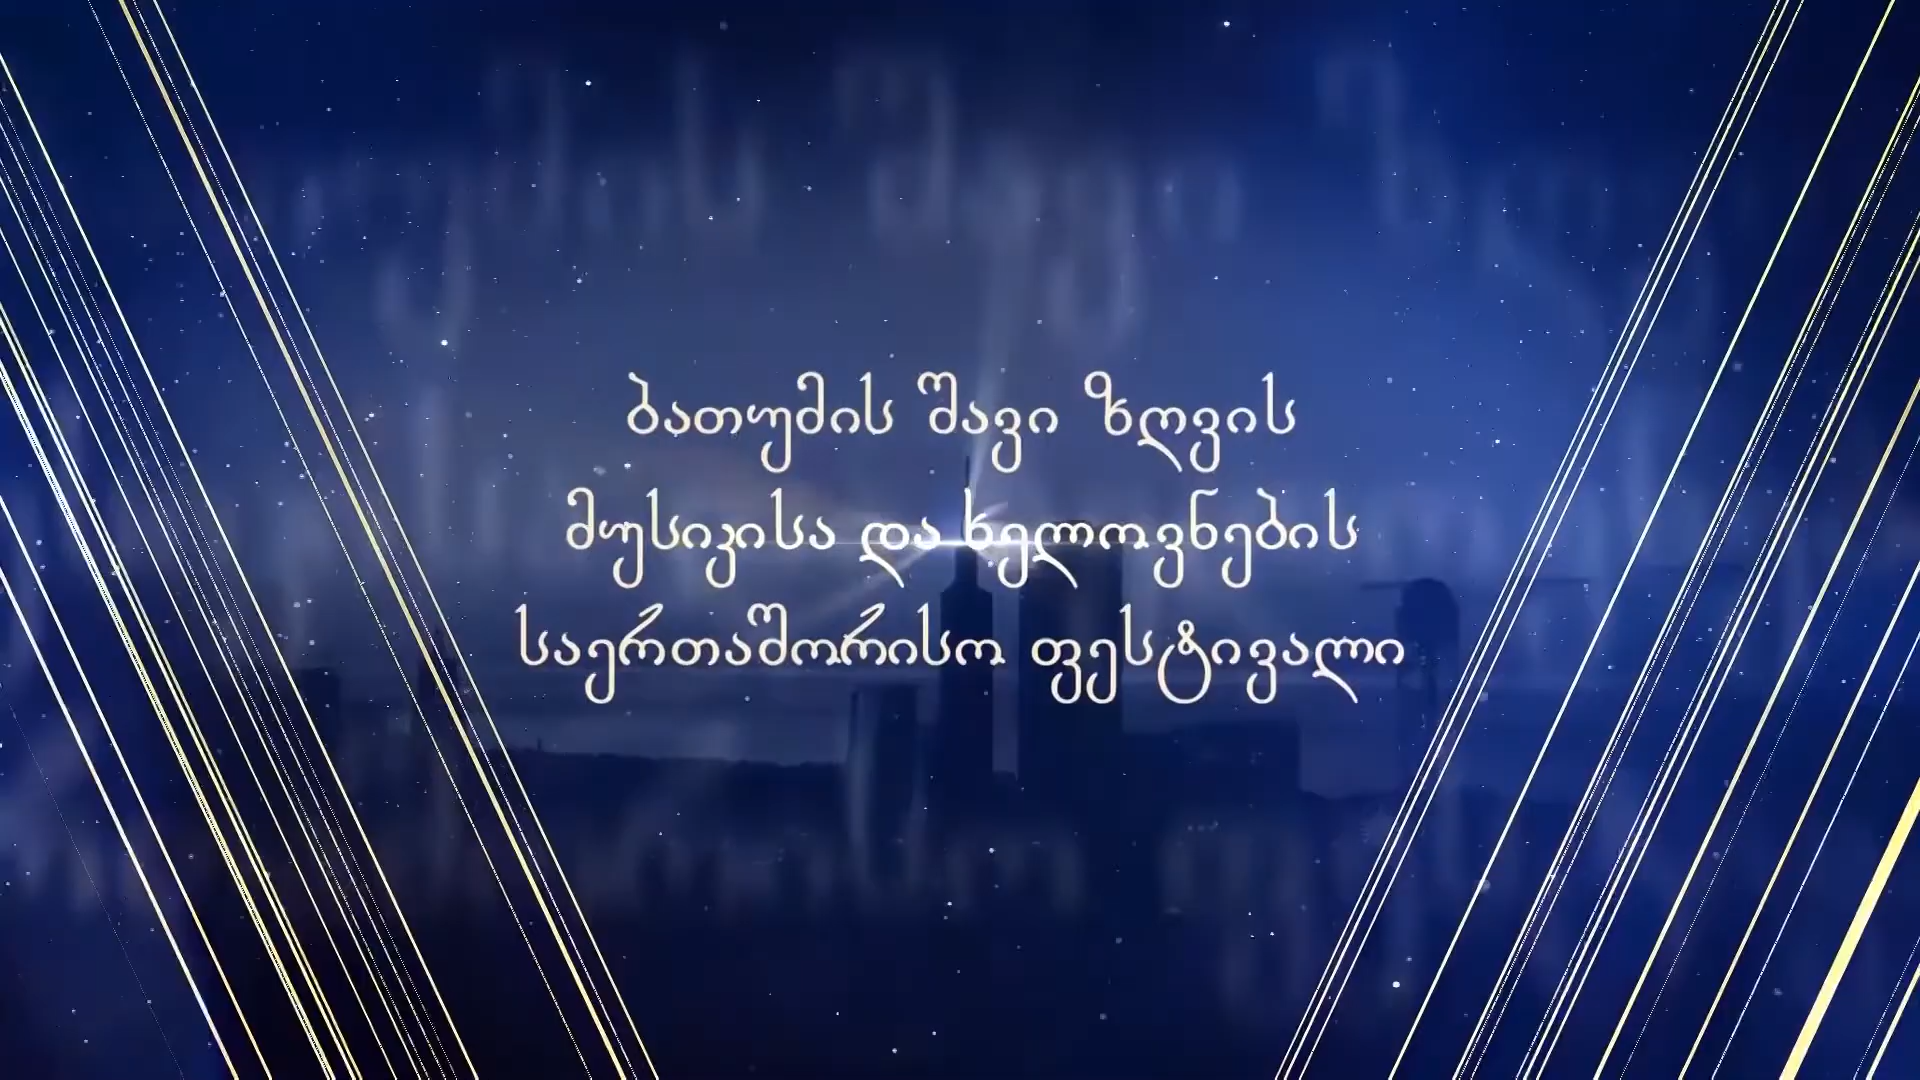 ბათუმის შავი ზღვის
მუსიკისა და ხელოვნების
საერთაშორისო ფესტივალი